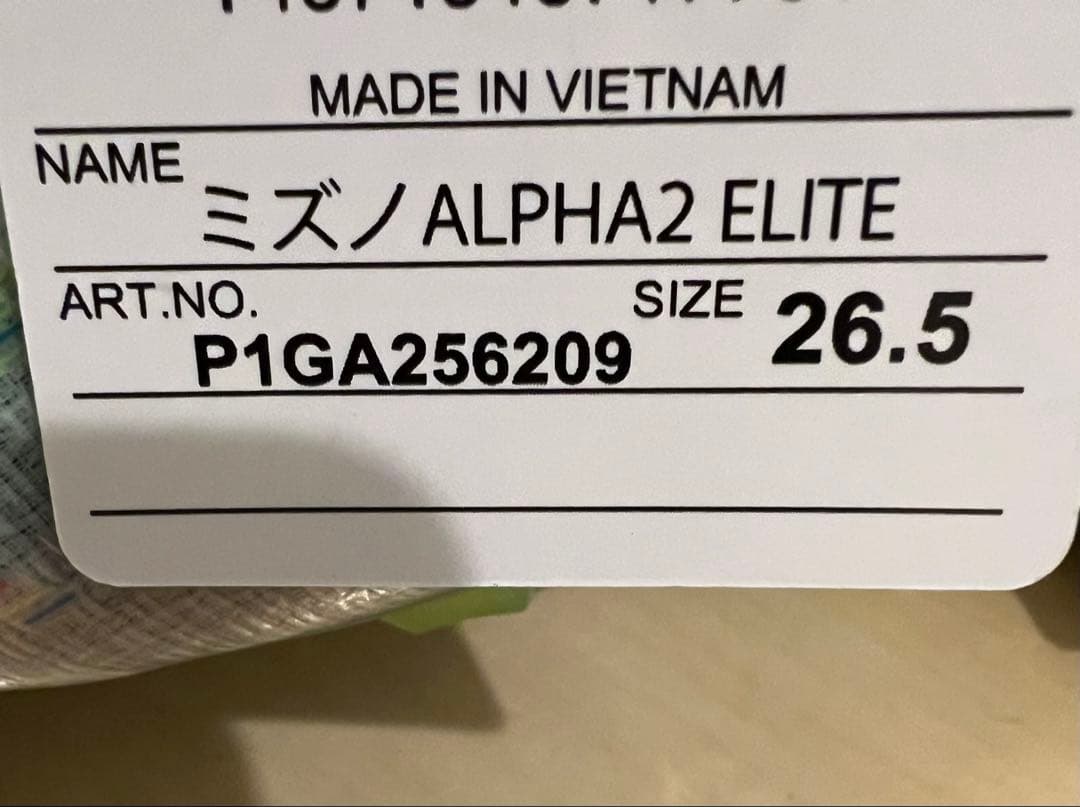 MADE IN VIETNAM
NAME
ミズノALPHA2 ELITE
ART.NO.
SIZE 26.5
P1GA256209